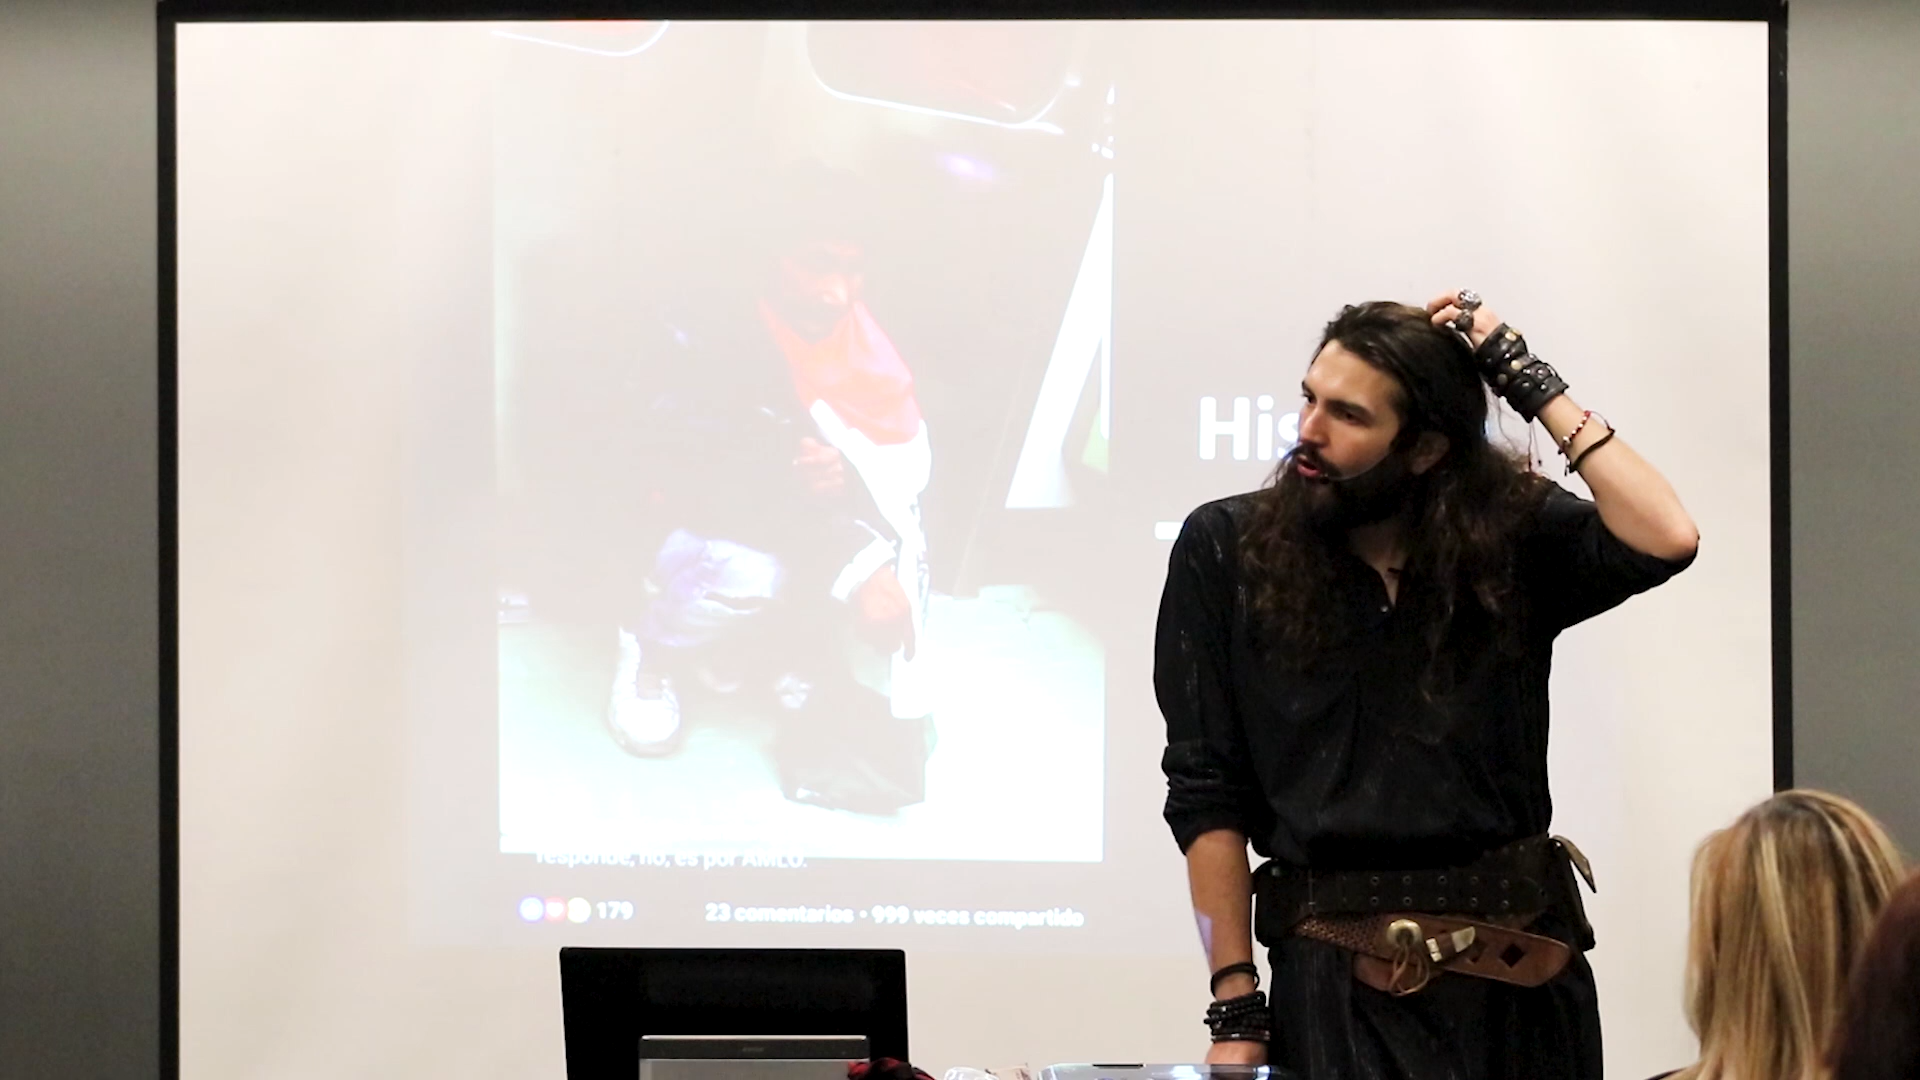 His
responde, no, es por AMLO.
179
23 comentarios • 999 veces compartido